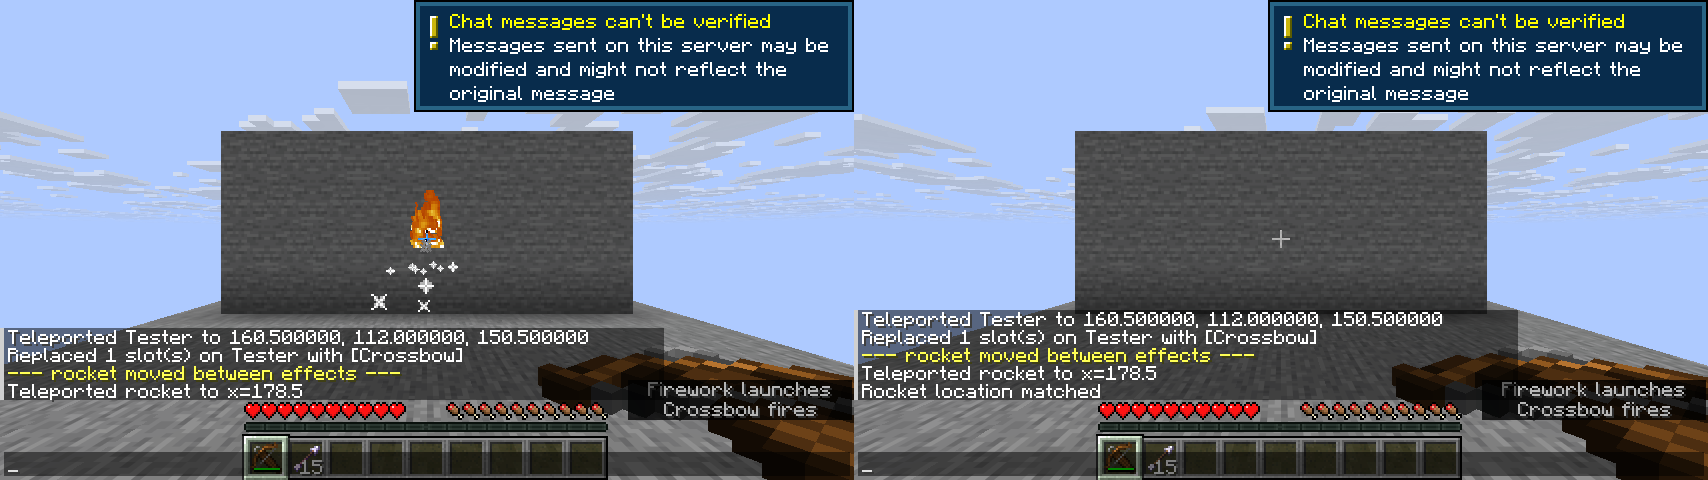 Chat messages can't be verified
Messages sent on this server may be
modified and might not reflect the
original message
Teleported Tester to 160.500000, 112.000000, 150.500000
Replaced 1 slot(s) on Tester with [Crossbow]
--- rocket moved between effects ---
Teleported rocket to x=178.5
Firework launches
Crossbow fires
15
_
Chat messages can't be verified
Messages sent on this server may be
modified and might not reflect the
original message
Teleported Tester to 160.500000, 112.000000, 150.500000
Replaced 1 slot(s) on Tester with [Crossbow]
--- rocket moved between effects ---
Teleported rocket to x=178.5
Rocket location matched
Firework launches
Crossbow fires
15
_